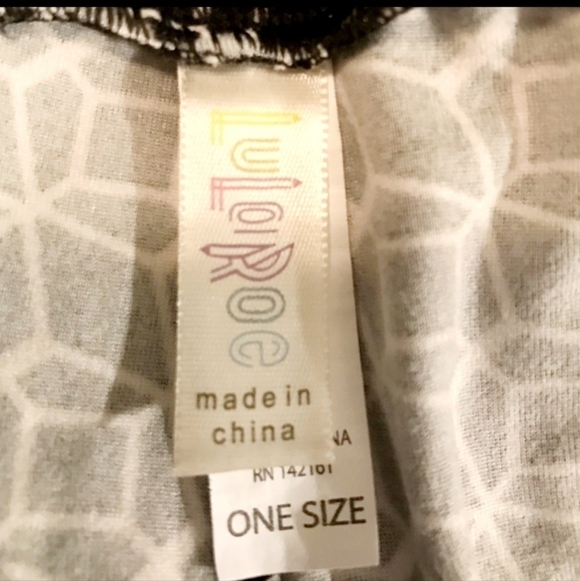 LuLaRoe
made in
china
NA
RN 142161
ONE SIZE